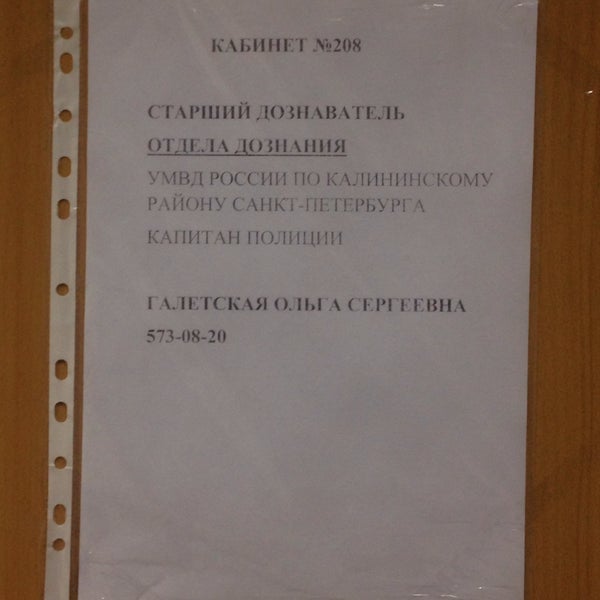 КАБИНЕТ №208
СТАРШИЙ ДОЗНАВАТЕЛЬ
ОТДЕЛА ДОЗНАНИЯ
УМВД РОССИИ ПО КАЛИНИНСКОМУ
РАЙОНУ САНКТ-ПЕТЕРБУРГА
КАПИТАН ПОЛИЦИИ
ГАЛЕТСКАЯ ОЛЬГА СЕРГЕЕВНА
573-08-20